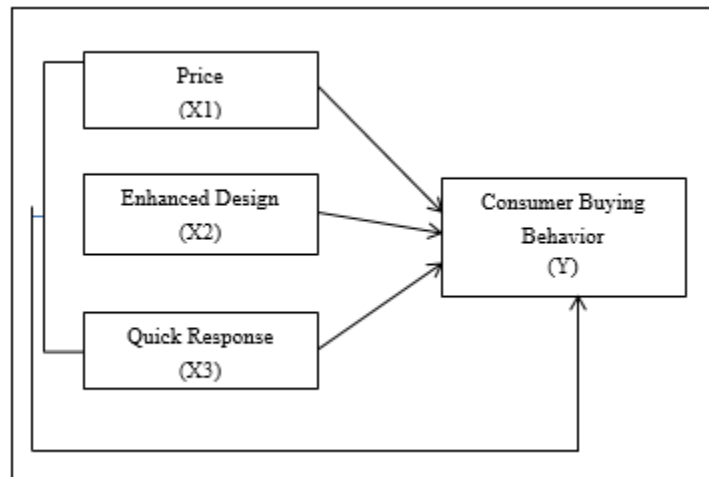 Price
(X1)
Enhanced Design
(X2)
Quick Response
(X3)
Consumer Buying
Behavior
(Y)